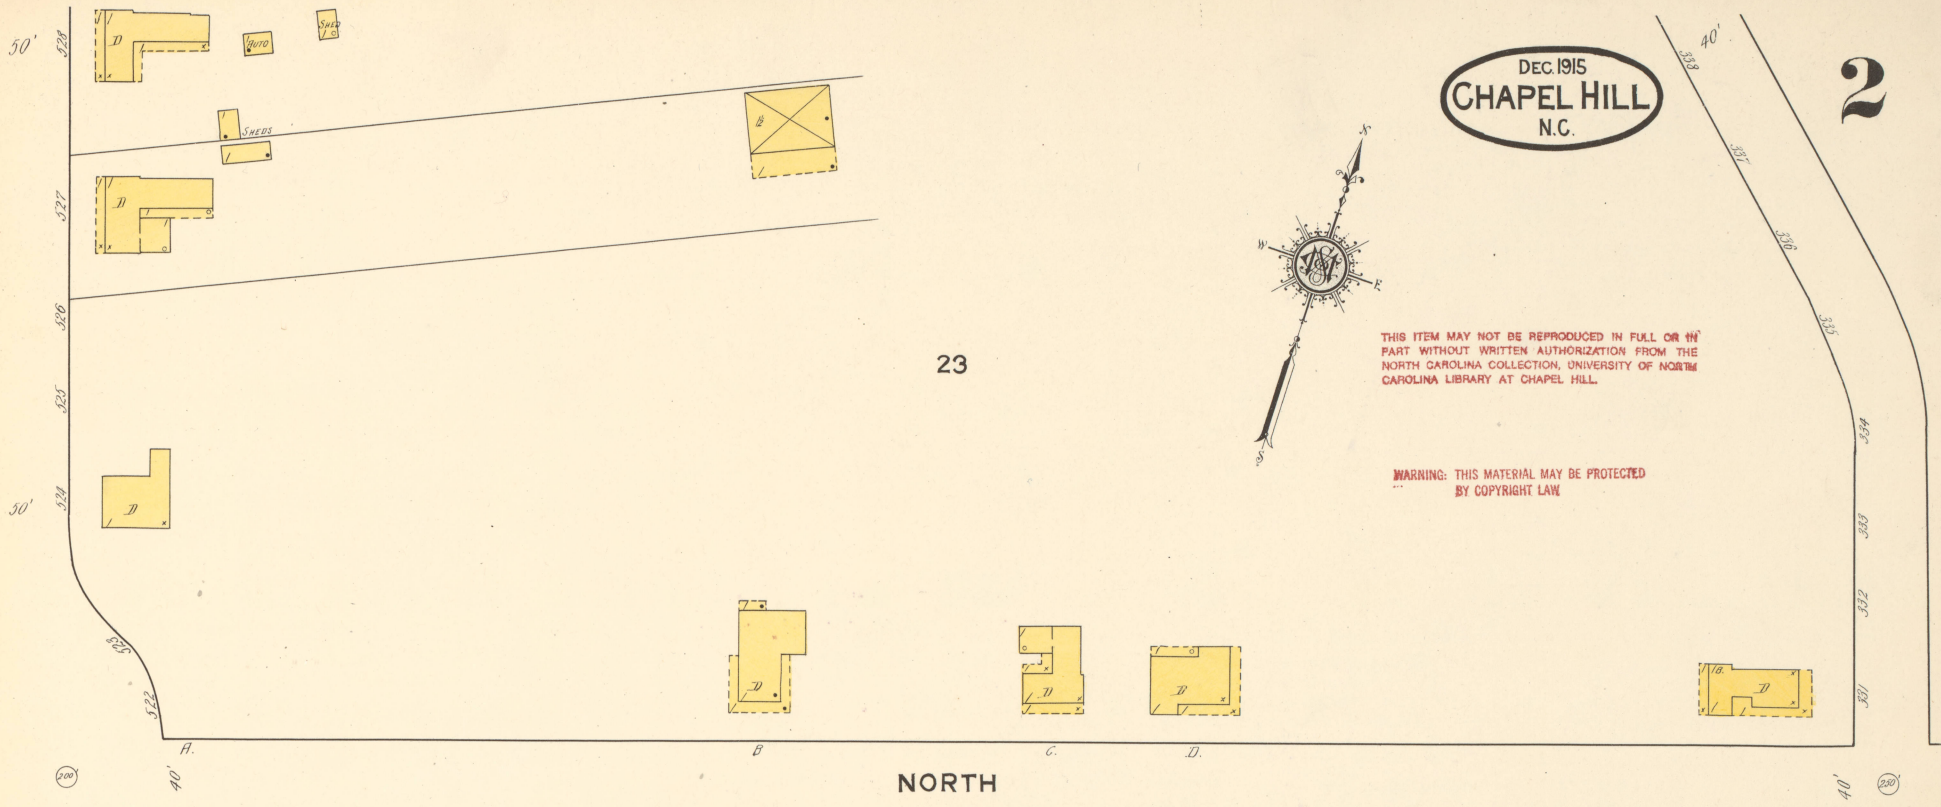 50'
528
D
AUTO
SHED
DEC. 1915
CHAPEL HILL
N.C.
338
40'
2
SHEDS
337
N
527
D
336
W
E
526
335
THIS ITEM MAY NOT BE REPRODUCED IN FULL OR IN
PART WITHOUT WRITTEN AUTHORIZATION FROM THE
NORTH CAROLINA COLLECTION, UNIVERSITY OF NORTH
CAROLINA LIBRARY AT CHAPEL HILL.
23
525
334
S
WARNING: THIS MATERIAL MAY BE PROTECTED
BY COPYRIGHT LAW
50'
524
D
333
332
523
522
D
D
D
1B.
D
331
A.
B
C.
D.
200'
40'
NORTH
40'
250'